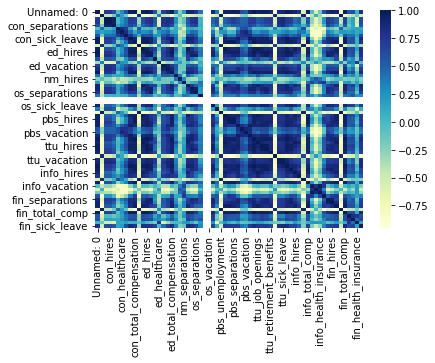 Unnamed: 0
con_separations
con_sick_leave
ed_hires
ed_vacation
nm_hires
os_separations
os_sick_leave
pbs_hires
pbs_vacation
ttu_hires
ttu_vacation
info_hires
info_vacation
fin_separations
fin_total_comp
fin_sick_leave
1.00
0.75
0.50
0.25
0.00
−0.25
−0.50
−0.75
Unnamed: 0
con_hires
con_healthcare
con_total_compensation
ed_hires
ed_healthcare
ed_total_compensation
nm_separations
os_separations
os_vacation
pbs_unemployment
pbs_separations
pbs_vacation
ttu_job_openings
ttu_retirement_benefits
ttu_sick_leave
info_hires
info_total_comp
info_health_insurance
fin_hires
fin_total_comp
fin_health_insurance